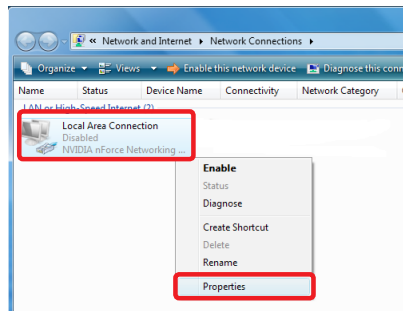 « Network and Internet ▸ Network Connections ▸
Organize Views Enable this network device Diagnose this conn
Name Status Device Name Connectivity Network Category
LAN or High-Speed Internet (2)
Local Area Connection
Disabled
NVIDIA nForce Networking ...
Enable
Status
Diagnose
Create Shortcut
Delete
Rename
Properties